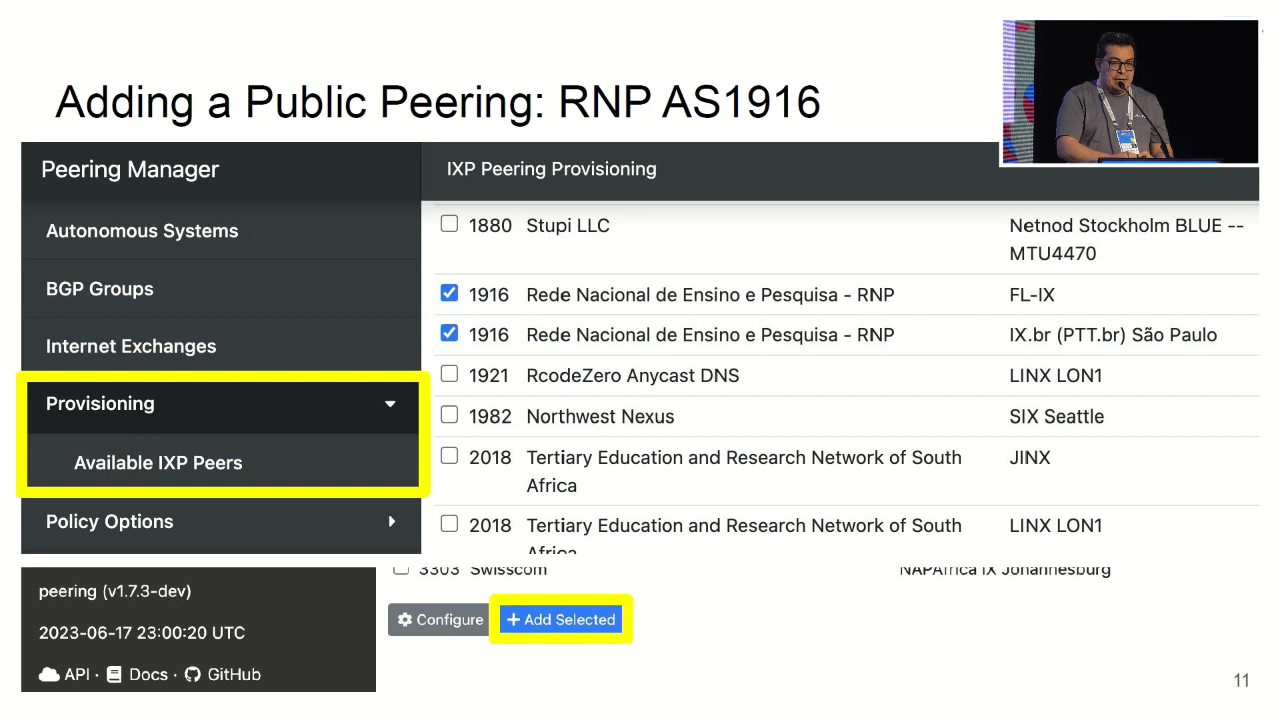 Adding a Public Peering: RNP AS1916
Peering Manager
Autonomous Systems
BGP Groups
Internet Exchanges
Provisioning
Available IXP Peers
Policy Options
IXP Peering Provisioning
1880 Stupi LLC Netnod Stockholm BLUE --
MTU4470
1916 Rede Nacional de Ensino e Pesquisa - RNP FL-IX
1916 Rede Nacional de Ensino e Pesquisa - RNP IX.br (PTT.br) São Paulo
1921 RcodeZero Anycast DNS LINX LON1
1982 Northwest Nexus SIX Seattle
2018 Tertiary Education and Research Network of South JINX
Africa
2018 Tertiary Education and Research Network of South LINX LON1
Africa
3303 Swisscom NAPAfrica IX Johannesburg
Configure + Add Selected
peering (v1.7.3-dev)
2023-06-17 23:00:20 UTC
API · Docs · GitHub
11